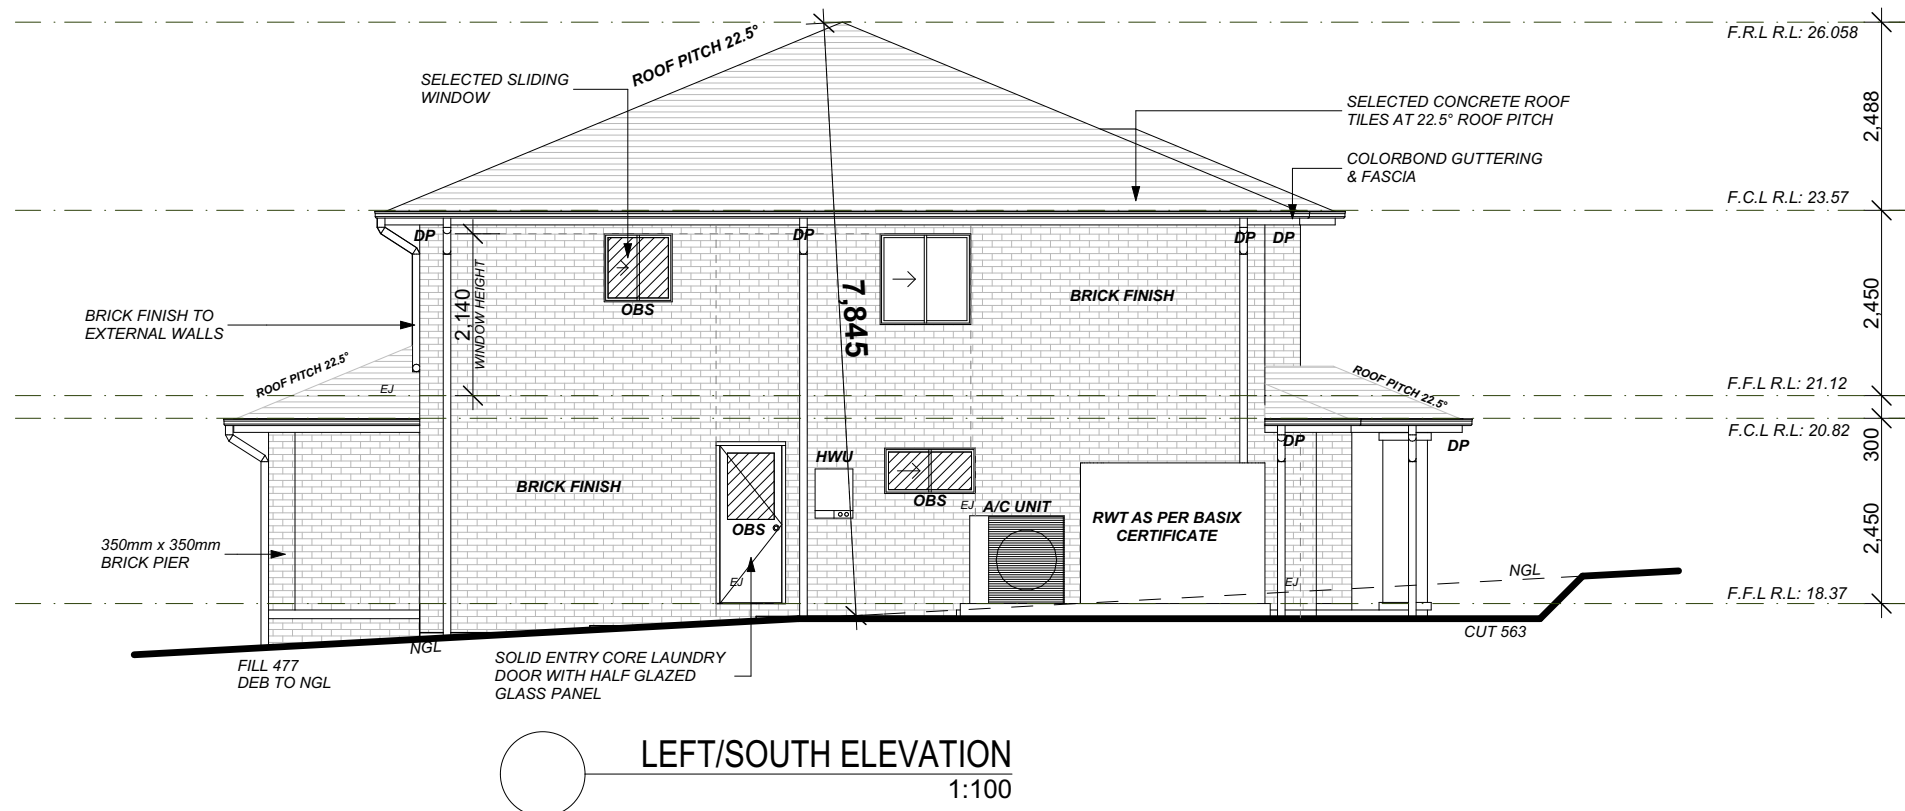 ROOF PITCH 22.5°
F.R.L R.L: 26.058
SELECTED SLIDING
WINDOW
SELECTED CONCRETE ROOF
TILES AT 22.5° ROOF PITCH
2,488
COLORBOND GUTTERING
& FASCIA
F.C.L R.L: 23.57
DP
DP
DP
DP
2,140
WINDOW HEIGHT
OBS
7,845
BRICK FINISH
2,450
BRICK FINISH TO
EXTERNAL WALLS
ROOF PITCH 22.5°
EJ
ROOF PITCH 22.5°
F.F.L R.L: 21.12
F.C.L R.L: 20.82
300
DP
DP
HWU
BRICK FINISH
OBS
EJ
A/C UNIT
OBS
RWT AS PER BASIX
CERTIFICATE
2,450
350mm x 350mm
BRICK PIER
EJ
EJ
NGL
F.F.L R.L: 18.37
CUT 563
NGL
FILL 477
DEB TO NGL
SOLID ENTRY CORE LAUNDRY
DOOR WITH HALF GLAZED
GLASS PANEL
LEFT/SOUTH ELEVATION
1:100